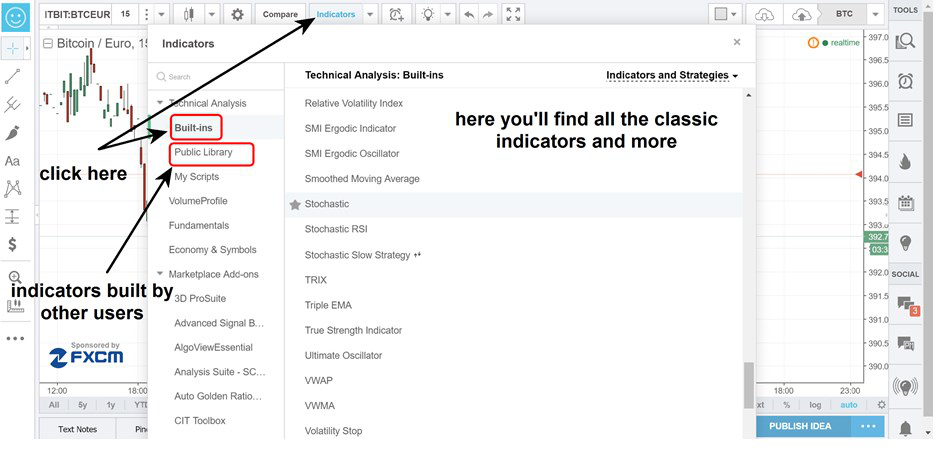 ITBIT:BTCEUR 15 Compare Indicators BTC TOOLS
Bitcoin / Euro, 15
realtime
Indicators
Search
Technical Analysis: Built-ins Indicators and Strategies
Technical Analysis
Built-ins
Public Library
My Scripts
VolumeProfile
Fundamentals
Economy & Symbols
Marketplace Add-ons
3D ProSuite
Advanced Signal B...
AlgoViewEssential
Analysis Suite - SC...
Auto Golden Ratio...
CIT Toolbox
Relative Volatility Index
SMI Ergodic Indicator
SMI Ergodic Oscillator
Smoothed Moving Average
Stochastic
Stochastic RSI
Stochastic Slow Strategy
TRIX
Triple EMA
True Strength Indicator
Ultimate Oscillator
VWAP
VWMA
Volatility Stop
here you'll find all the classic
indicators and more
click here
indicators built by
other users
Aa
$
Sponsored by
FXCM
12:00 18:00
All 5y 1y YTD
Text Notes
397.0
396.0
395.5
395.0
394.5
394.0
393.5
392.7
03:3
392.0
391.5
391.0
390.5
390.0
18:00 23:00
% log auto
PUBLISH IDEA
SOCIAL
3